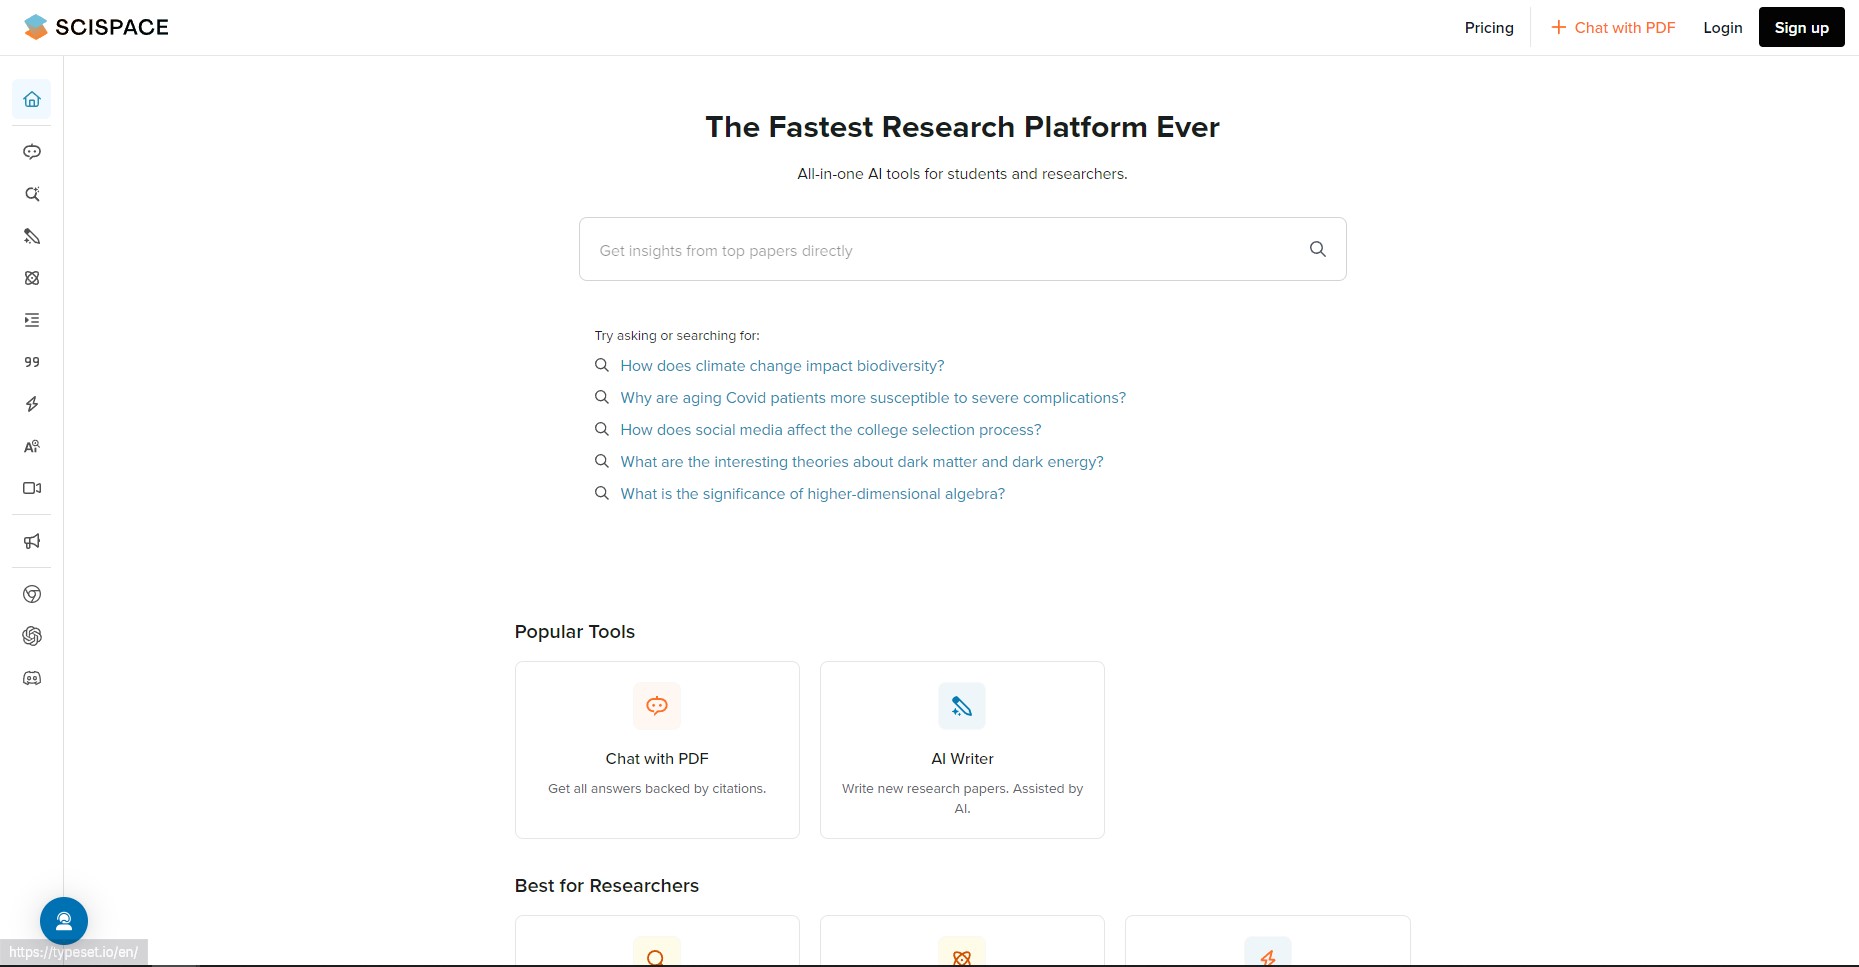 SCISPACE
Pricing
Chat with PDF
Login
Sign up
The Fastest Research Platform Ever
All-in-one AI tools for students and researchers.
Get insights from top papers directly
Try asking or searching for:
How does climate change impact biodiversity?
Why are aging Covid patients more susceptible to severe complications?
How does social media affect the college selection process?
What are the interesting theories about dark matter and dark energy?
What is the significance of higher-dimensional algebra?
Popular Tools
Chat with PDF
Get all answers backed by citations.
AI Writer
Write new research papers. Assisted by
AI.
Best for Researchers
https://typeset.io/en/